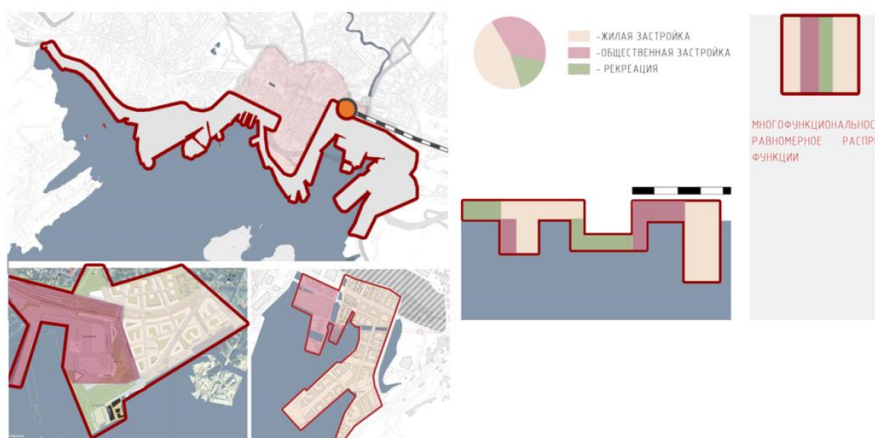 -ЖИЛАЯ ЗАСТРОЙКА
-ОБЩЕСТВЕННАЯ ЗАСТРОЙКА
- РЕКРЕАЦИЯ
МНОГОФУНКЦИОНАЛЬНОС
РАВНОМЕРНОЕ РАСПР
ФУНКЦИИ